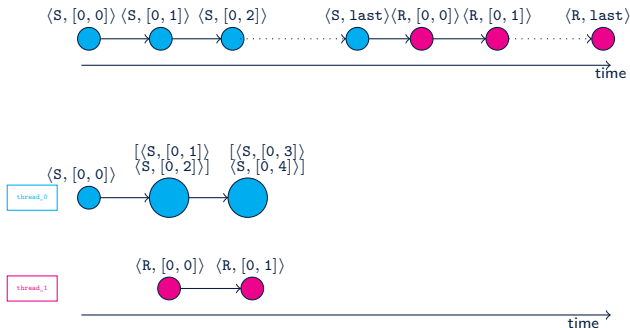 ⟨S, [0, 0]⟩ ⟨S, [0, 1]⟩ ⟨S, [0, 2]⟩ ⟨S, last⟩ ⟨R, [0, 0]⟩ ⟨R, [0, 1]⟩ ⟨R, last⟩
time
[⟨S, [0, 1]⟩ [⟨S, [0, 3]⟩
⟨S, [0, 0]⟩ ⟨S, [0, 2]⟩] ⟨S, [0, 4]⟩]
thread_0
⟨R, [0, 0]⟩ ⟨R, [0, 1]⟩
thread_1
time